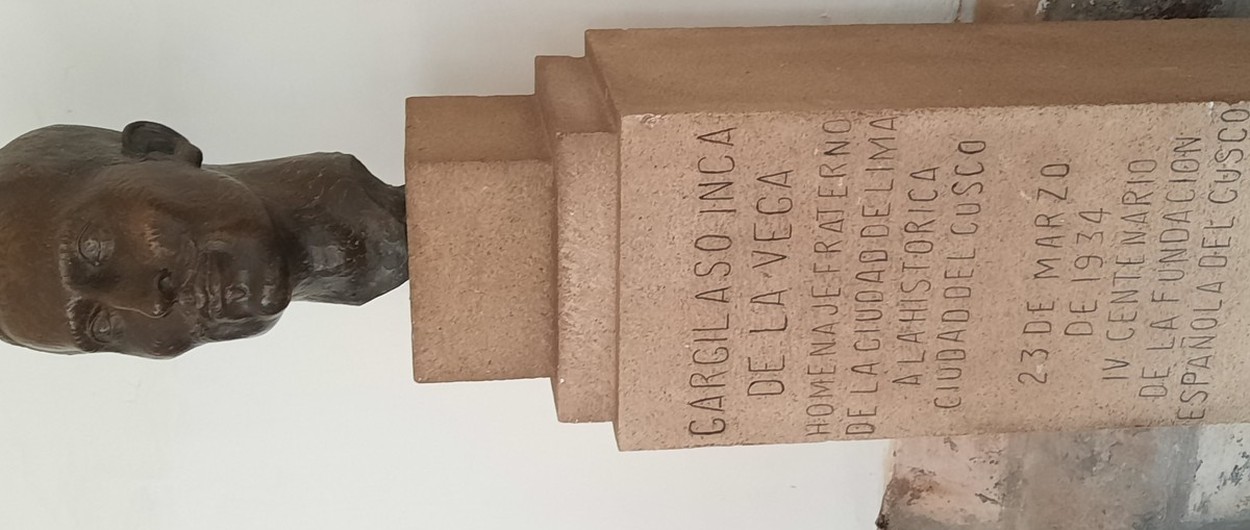 GARCILASO INCA
DE LA VEGA
HOMENAJE FRATERNO
DE LA CIUDAD DE LIMA
A LA HISTORICA
CIUDAD DEL CUSCO
23 DE MARZO
DE 1934
IV CENTENARIO
DE LA FUNDACION
ESPAÑOLA DEL CUSCO